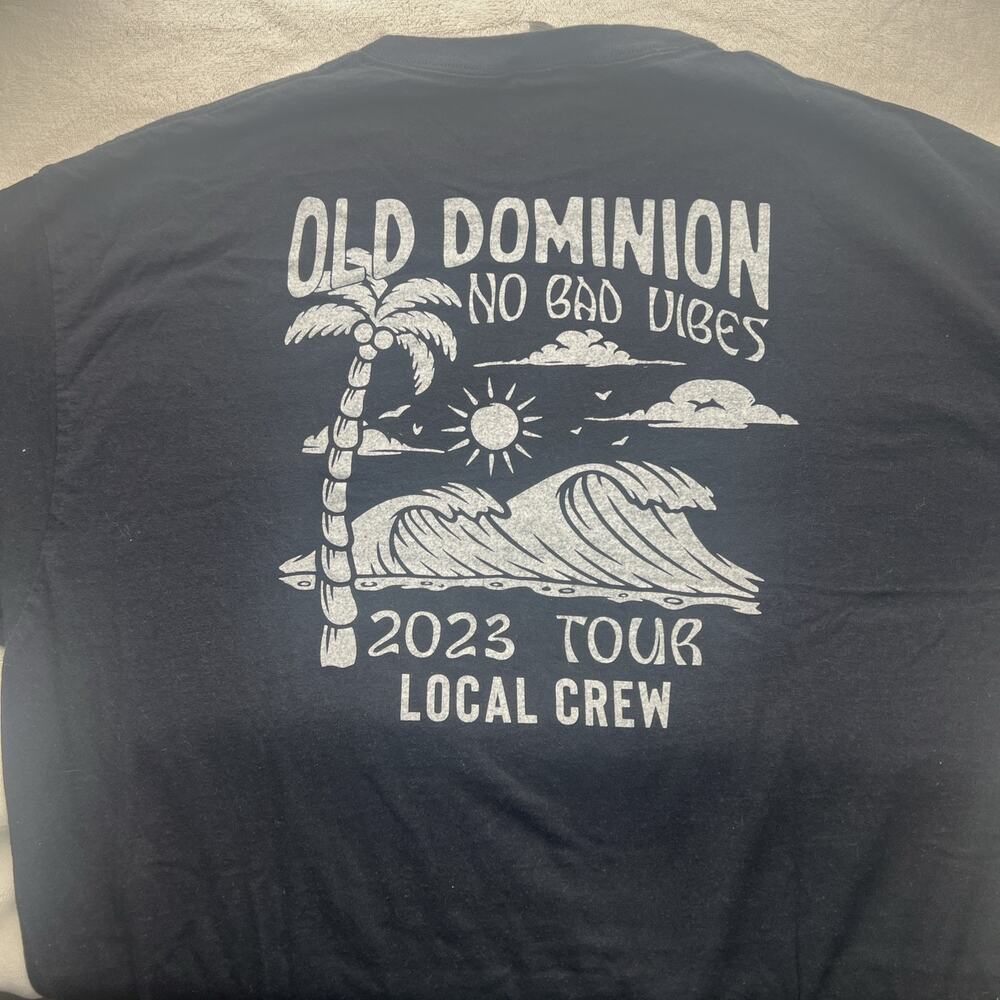 OLD DOMINION
NO BAD VIBES
2023 TOUR
LOCAL CREW